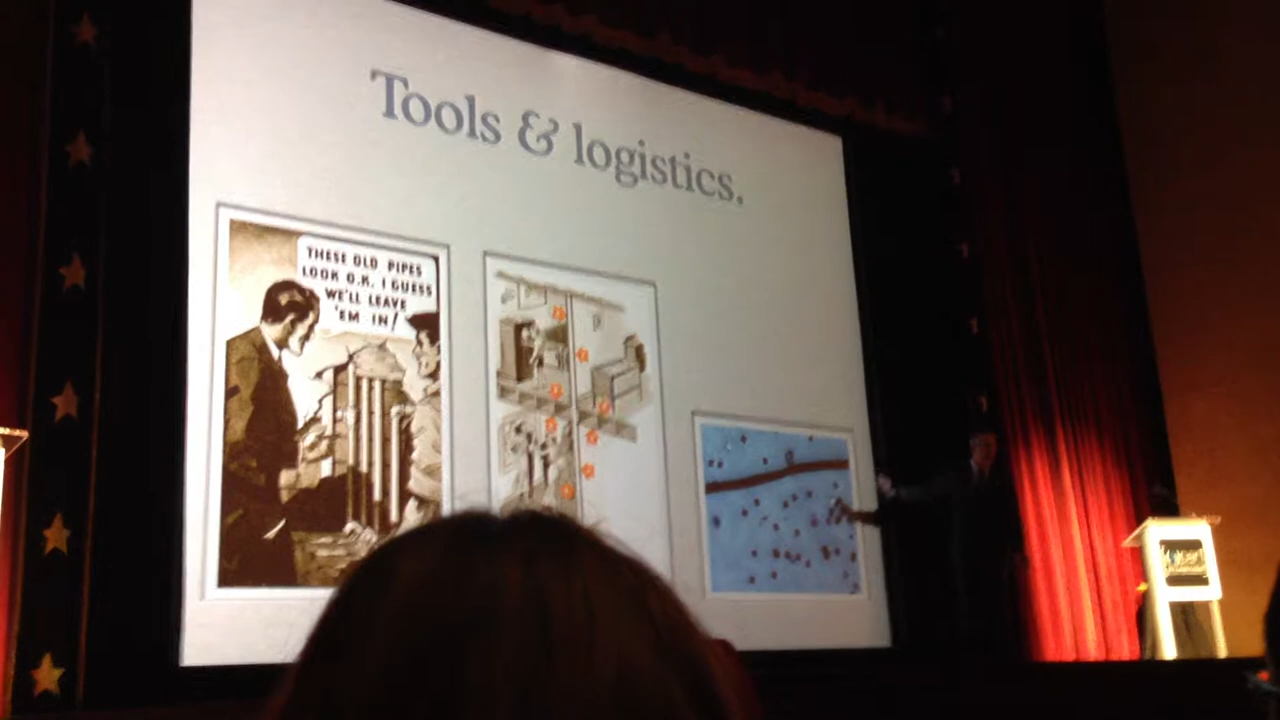 Tools & logistics.
THESE OLD PIPES
LOOK O.K. I GUESS
WE'LL LEAVE
'EM IN!